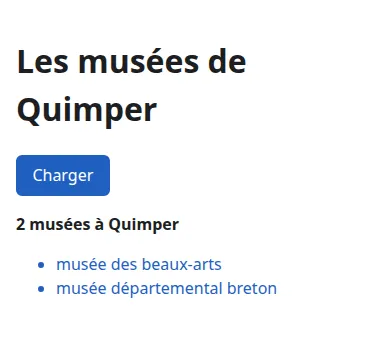 Les musées de
Quimper
Charger
2 musées à Quimper
musée des beaux-arts
musée départemental breton